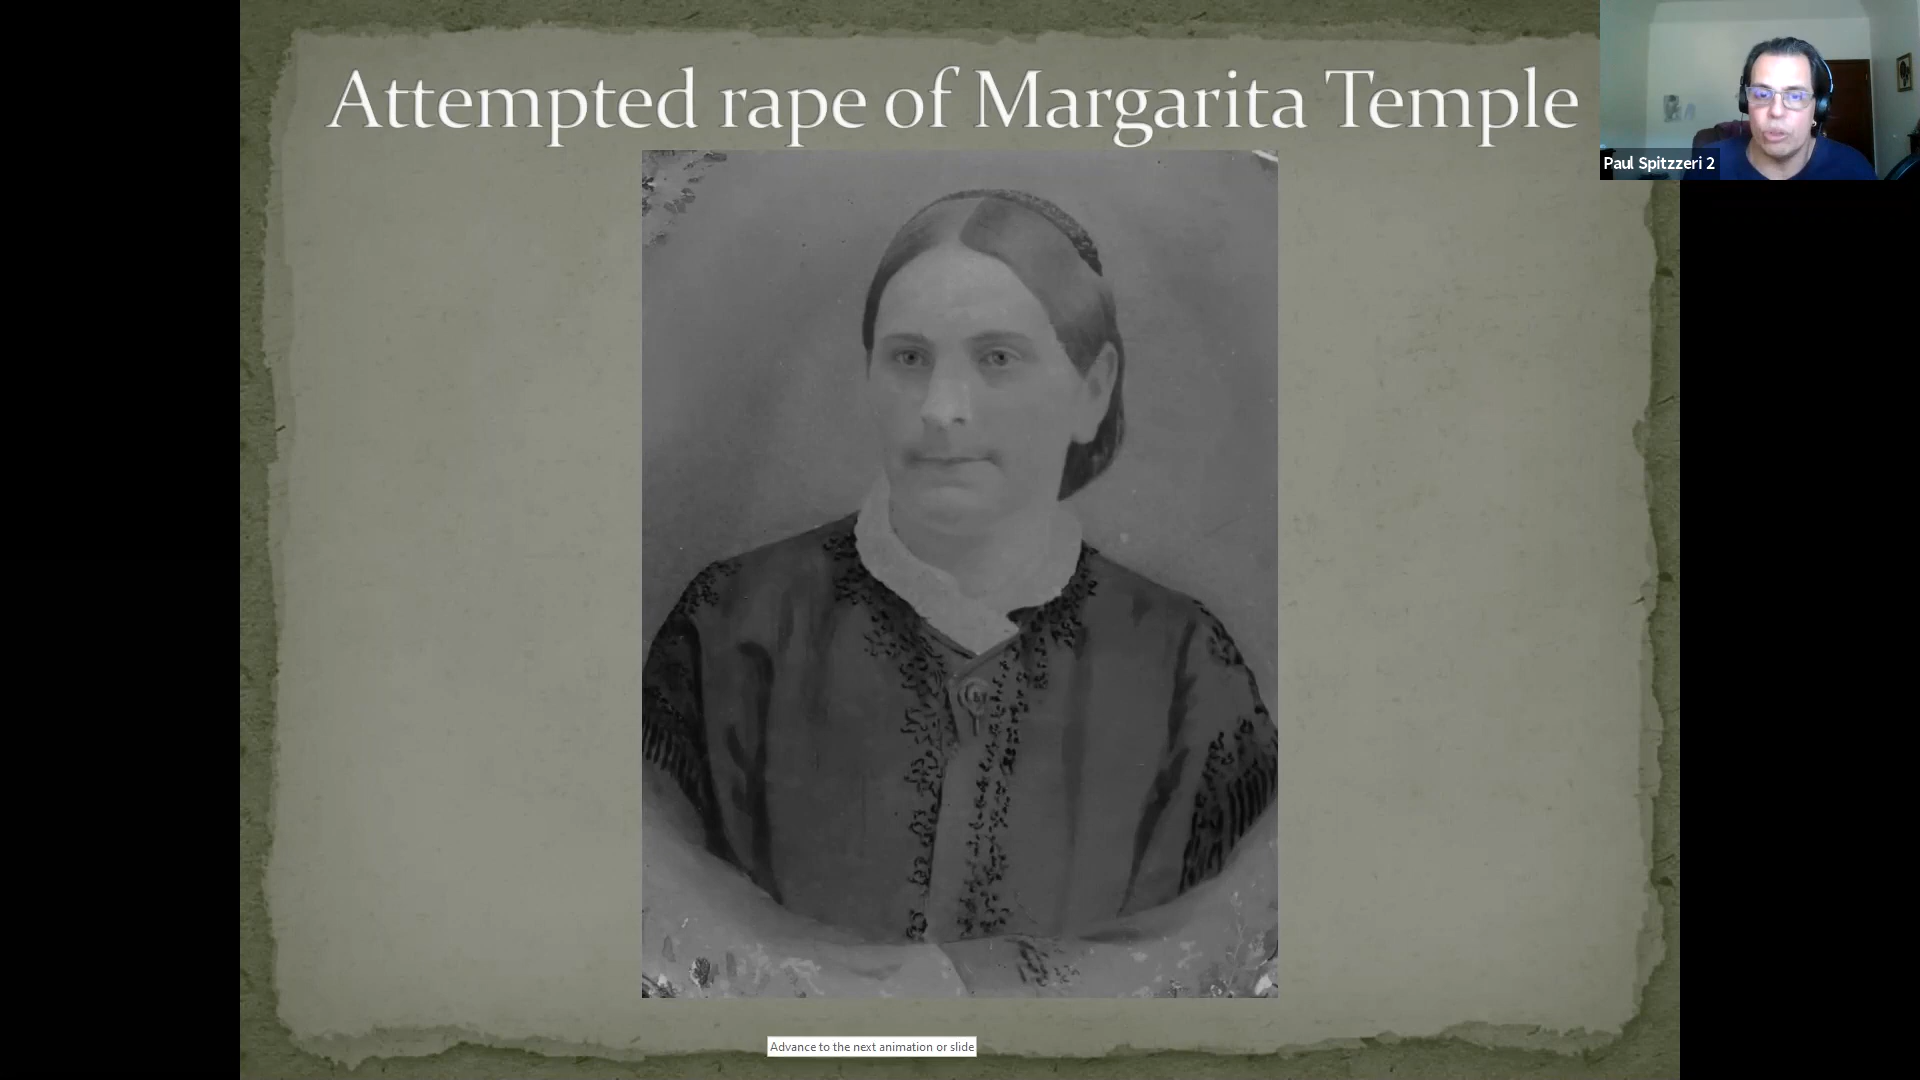 Attempted rape of Margarita Temple
Paul Spitzzeri 2
Advance to the next animation or slide